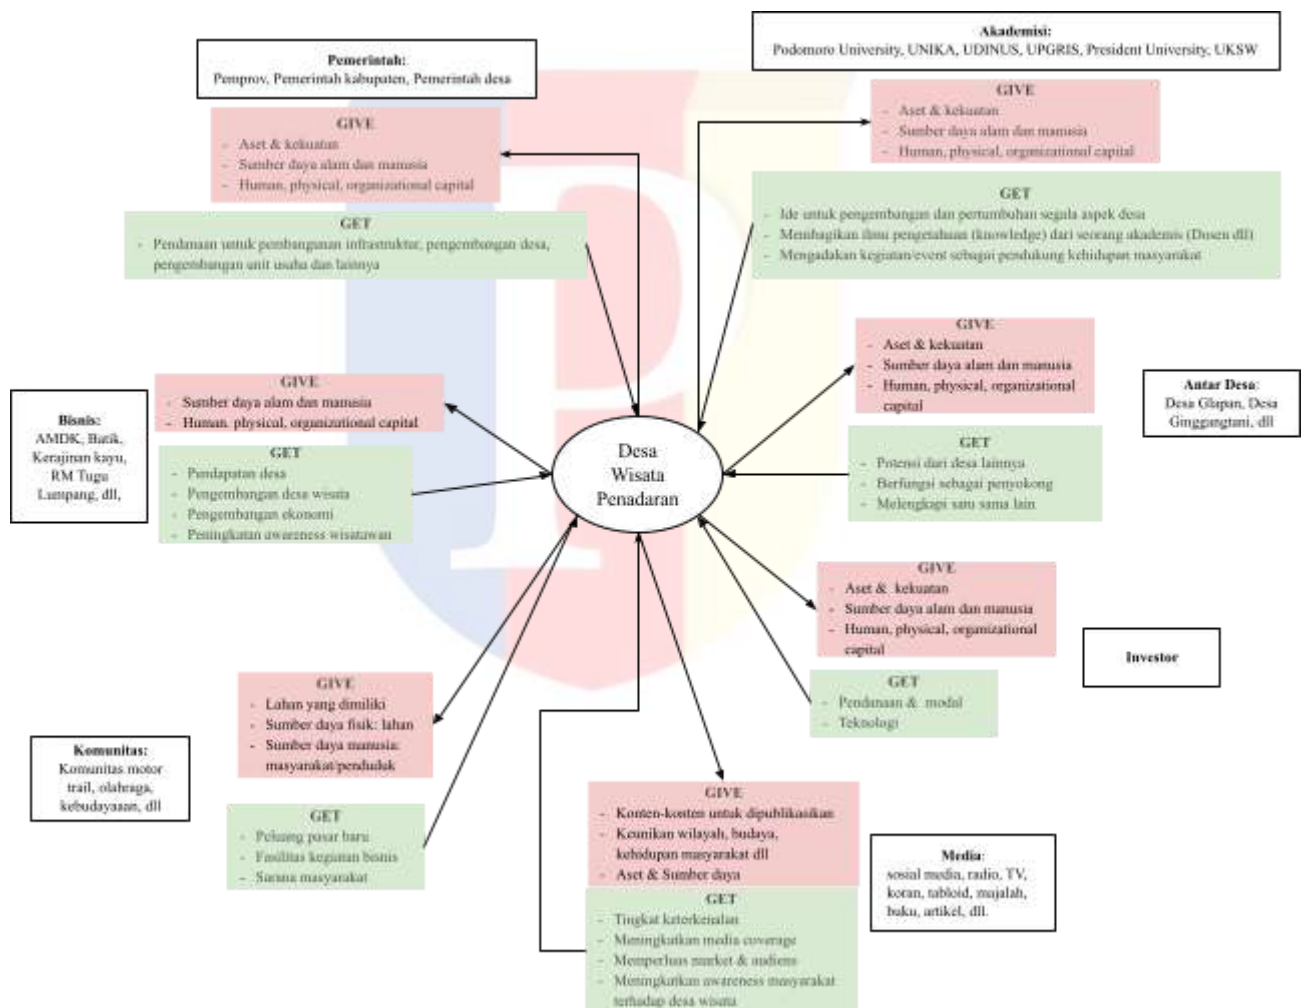 Akademisi:
Podomoro University, UNIKA, UDINUS, UPGRIS, President University, UKSW
Pemerintah:
Pemprov, Pemerintah kabupaten, Pemerintah desa
GIVE
- Aset & kekuatan
- Sumber daya alam dan manusia
- Human, physical, organizational capital
GET
- Pendanaan untuk pembangunan infrastruktur, pengembangan desa,
pengembangan unit usaha dan lainnya
GIVE
- Aset & kekuatan
- Sumber daya alam dan manusia
- Human, physical, organizational capital
GET
- Ide untuk pengembangan dan pertumbuhan segala aspek desa
- Membagikan ilmu pengetahuan (knowledge) dari seorang akademis (Dosen dll)
- Mengadakan kegiatan/event sebagai pendukung kehidupan masyarakat
Bisnis:
AMDK, Batik,
Kerajinan kayu,
RM Tugu
Lumpang, dll,
GIVE
- Sumber daya alam dan manusia
- Human. physical, organizational capital
GET
- Pendapatan desa
- Pengembangan desa wisata
- Pengembangan ekonomi
- Peningkatan awareness wisatawan
Desa
Wisata
Penadaran
GIVE
- Aset & kekuatan
- Sumber daya alam dan manusia
- Human, physical, organizational
capital
GET
- Potensi dari desa lainnya
- Berfungsi sebagai penyokong
- Melengkapi satu sama lain
Antar Desa:
Desa Glapan, Desa
Ginggangtani, dll
GIVE
- Aset & kekuatan
- Sumber daya alam dan manusia
- Human, physical, organizational
capital
GET
- Pendanaan & modal
- Teknologi
Investor
Komunitas:
Komunitas motor
trail, olahraga,
kebudayaaan, dll
GIVE
- Lahan yang dimiliki
- Sumber daya fisik: lahan
- Sumber daya manusia:
masyarakat/penduduk
GET
- Peluang pasar baru
- Fasilitas kegiatan bisnis
- Sarana masyarakat
GIVE
- Konten-konten untuk dipublikasikan
- Keunikan wilayah, budaya,
kehidupan masyarakat dll
- Aset & Sumber daya
GET
- Tingkat keterkenalan
- Meningkatkan media coverage
- Memperluas market & audiens
- Meningkatkan awareness masyarakat
terhadap desa wisata
Media:
sosial media, radio, TV,
koran, tabloid, majalah,
buku, artikel, dll.